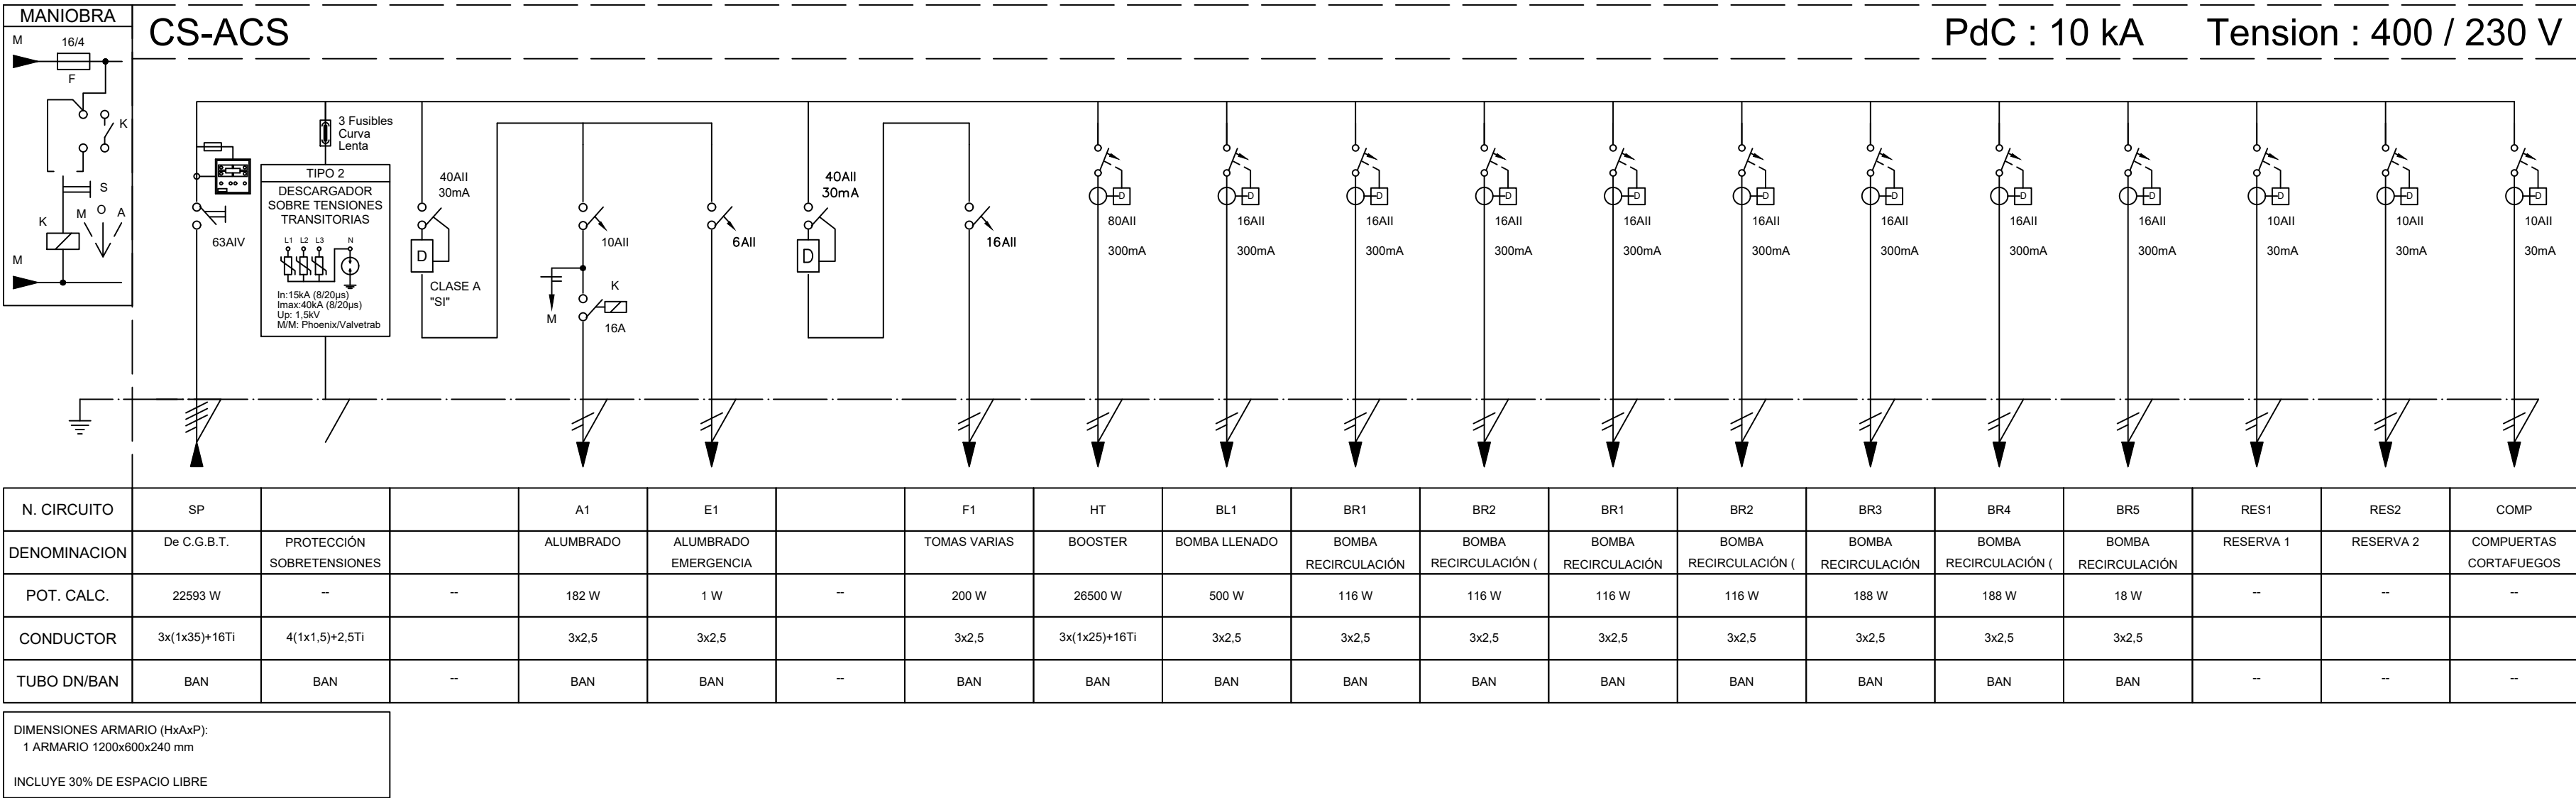 MANIOBRA
CS-ACS
PdC : 10 kA Tension : 400 / 230 V
M
16/4
F
K
S
K
M O A
M
63AIV
3 Fusibles
Curva
Lenta
TIPO 2
DESCARGADOR
SOBRE TENSIONES
TRANSITORIAS
L1 L2 L3 N
In:15kA (8/20µs)
Imax:40kA (8/20µs)
Up: 1,5kV
M/M: Phoenix/Valvetrab
40AII
30mA
D
CLASE A
"SI"
10AII
M
K
16A
6AII
40AII
30mA
D
16AII
D D D D D D D D D D D D
80AII 16AII 16AII 16AII 16AII 16AII 16AII 16AII 16AII 10AII 10AII 10AII
300mA 300mA 300mA 300mA 300mA 300mA 300mA 300mA 300mA 30mA 30mA 30mA
N. CIRCUITO SP A1 E1 F1 HT BL1 BR1 BR2 BR1 BR2 BR3 BR4 BR5 RES1 RES2 COMP
DENOMINACION De C.G.B.T. PROTECCIÓN ALUMBRADO ALUMBRADO TOMAS VARIAS BOOSTER BOMBA LLENADO BOMBA BOMBA BOMBA BOMBA BOMBA BOMBA BOMBA RESERVA 1 RESERVA 2 COMPUERTAS
SOBRETENSIONES EMERGENCIA RECIRCULACIÓN RECIRCULACIÓN ( RECIRCULACIÓN RECIRCULACIÓN ( RECIRCULACIÓN RECIRCULACIÓN ( RECIRCULACIÓN CORTAFUEGOS
POT. CALC. 22593 W -- -- 182 W 1 W -- 200 W 26500 W 500 W 116 W 116 W 116 W 116 W 188 W 188 W 18 W -- -- --
CONDUCTOR 3x(1x35)+16Ti 4(1x1,5)+2,5Ti 3x2,5 3x2,5 3x2,5 3x(1x25)+16Ti 3x2,5 3x2,5 3x2,5 3x2,5 3x2,5 3x2,5 3x2,5 3x2,5
TUBO DN/BAN BAN BAN -- BAN BAN -- BAN BAN BAN BAN BAN BAN BAN BAN BAN BAN -- -- --
DIMENSIONES ARMARIO (HxAxP):
1 ARMARIO 1200x600x240 mm
INCLUYE 30% DE ESPACIO LIBRE